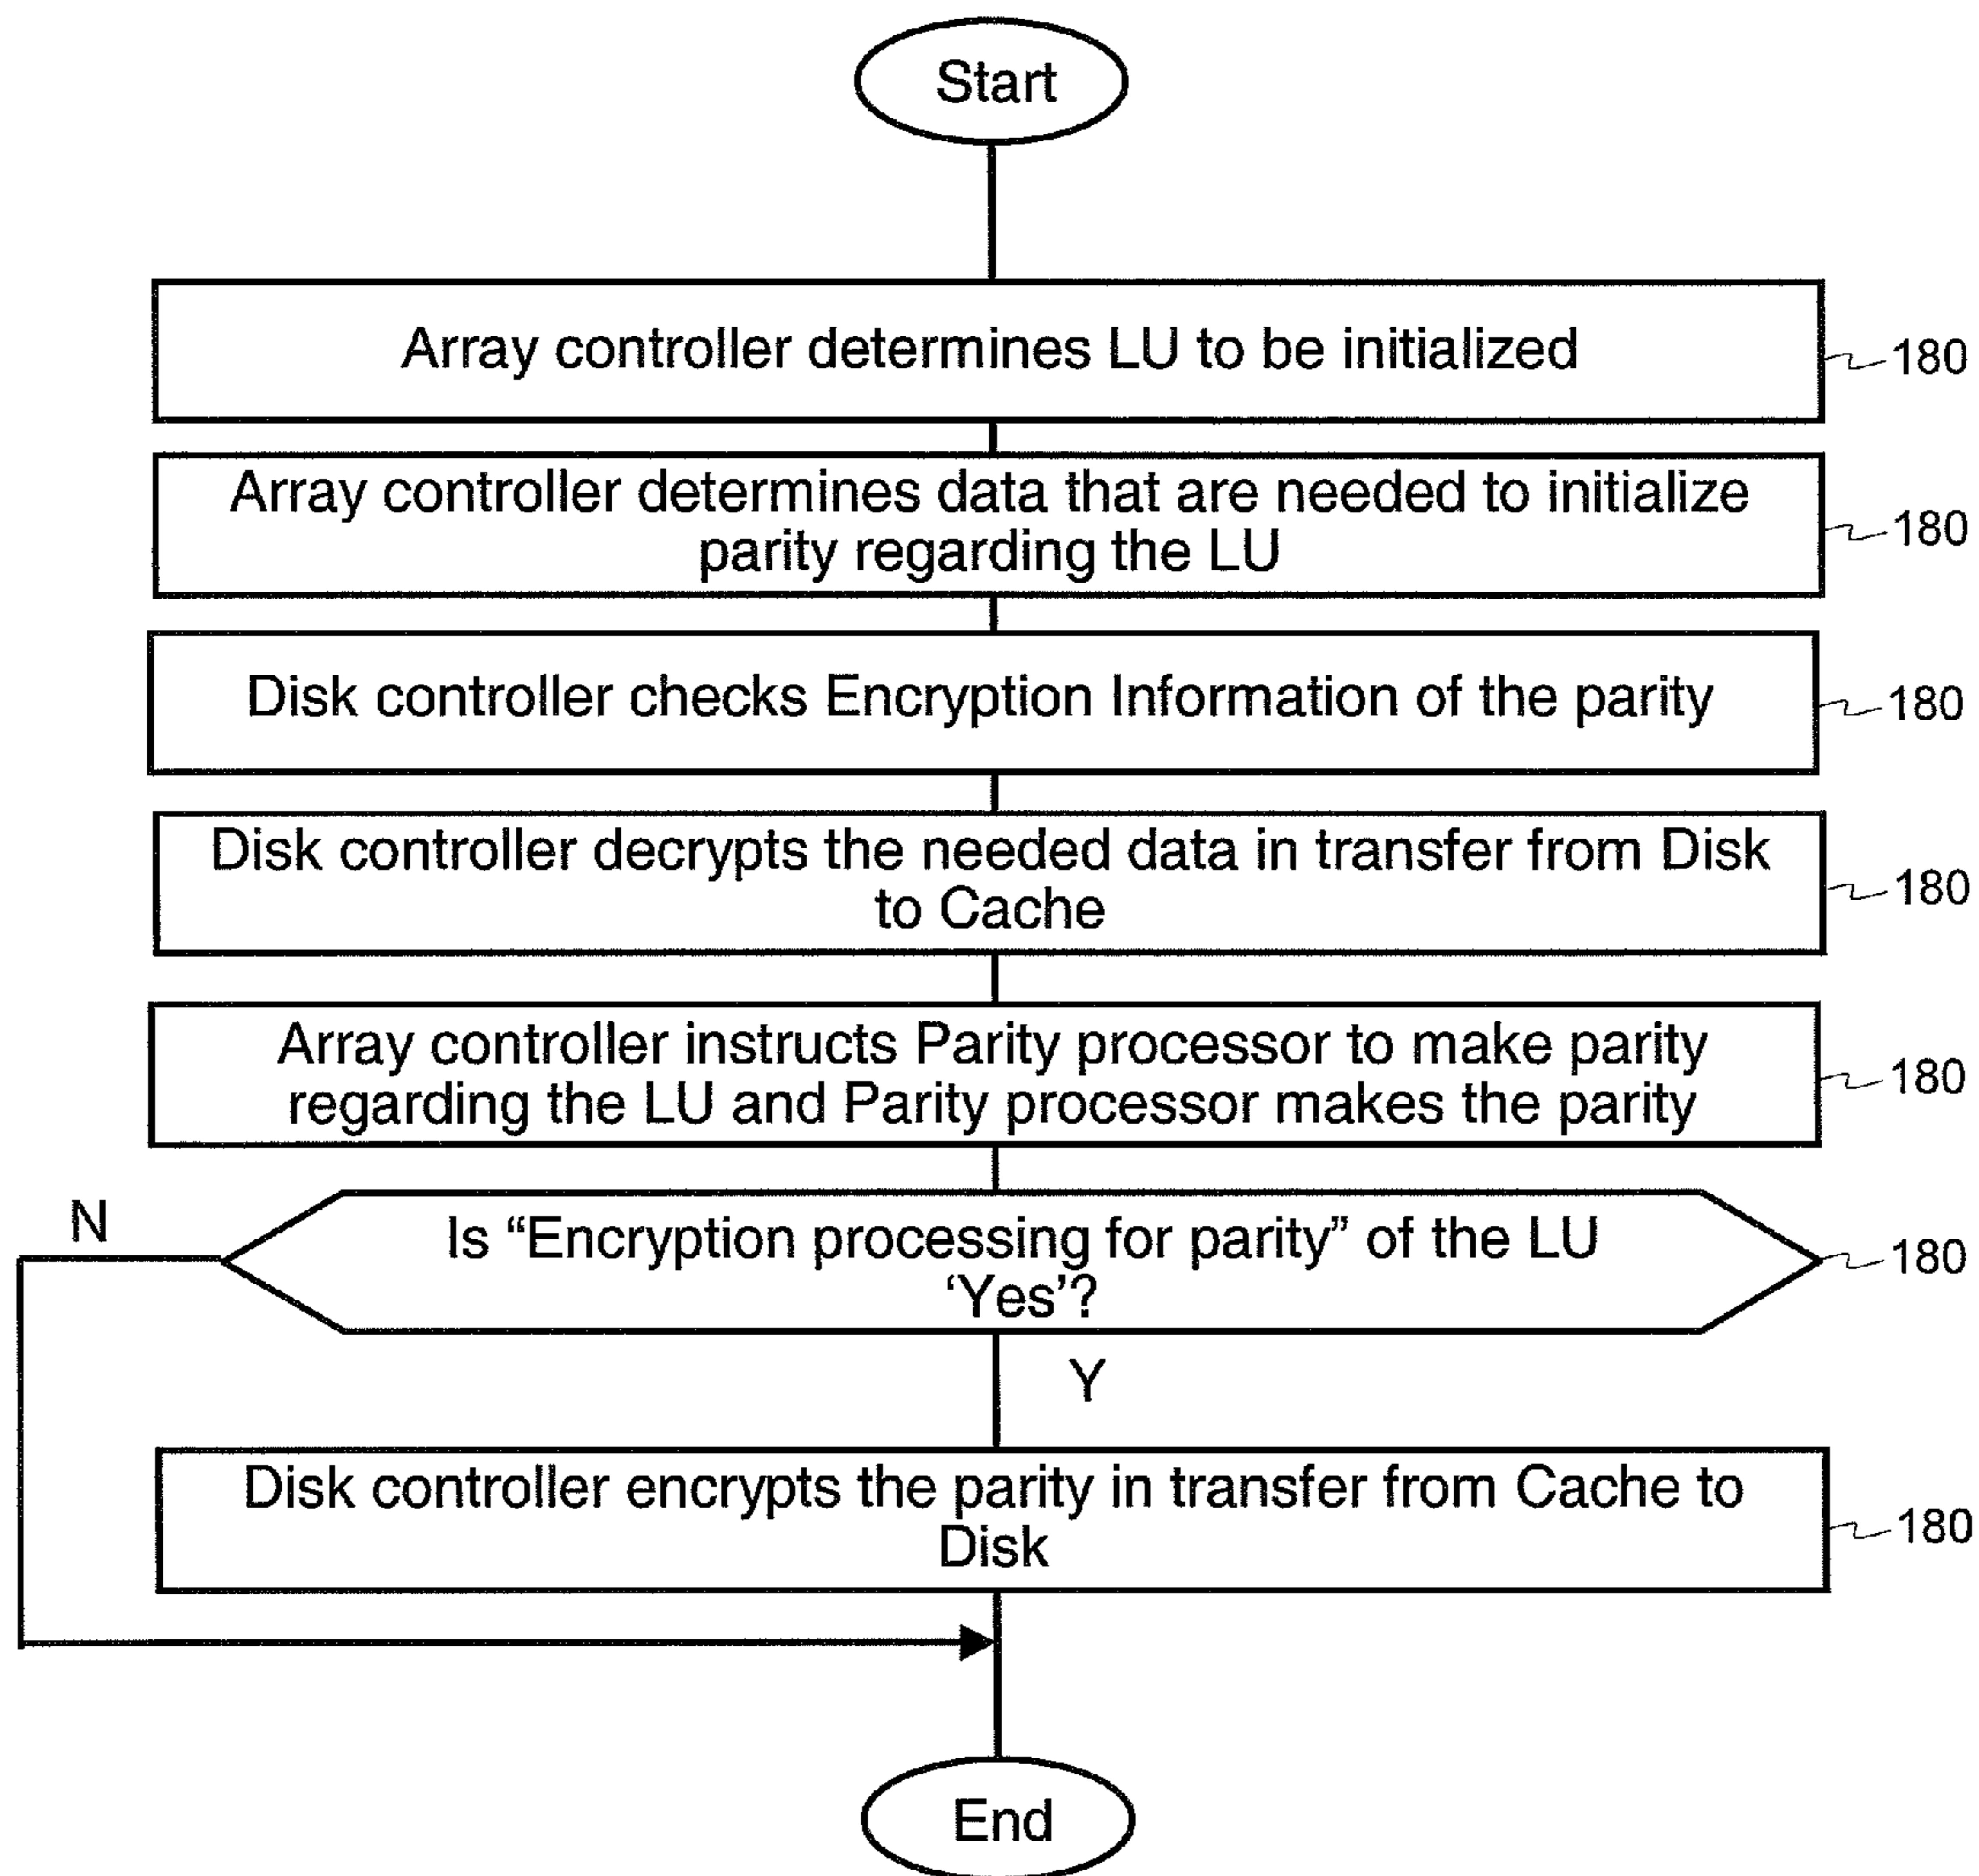 Start
Array controller determines LU to be initialized
180
Array controller determines data that are needed to initialize
parity regarding the LU
180
Disk controller checks Encryption Information of the parity
180
Disk controller decrypts the needed data in transfer from Disk
to Cache
180
Array controller instructs Parity processor to make parity
regarding the LU and Parity processor makes the parity
180
N
Is “Encryption processing for parity” of the LU
‘Yes’?
180
Y
Disk controller encrypts the parity in transfer from Cache to
Disk
180
End